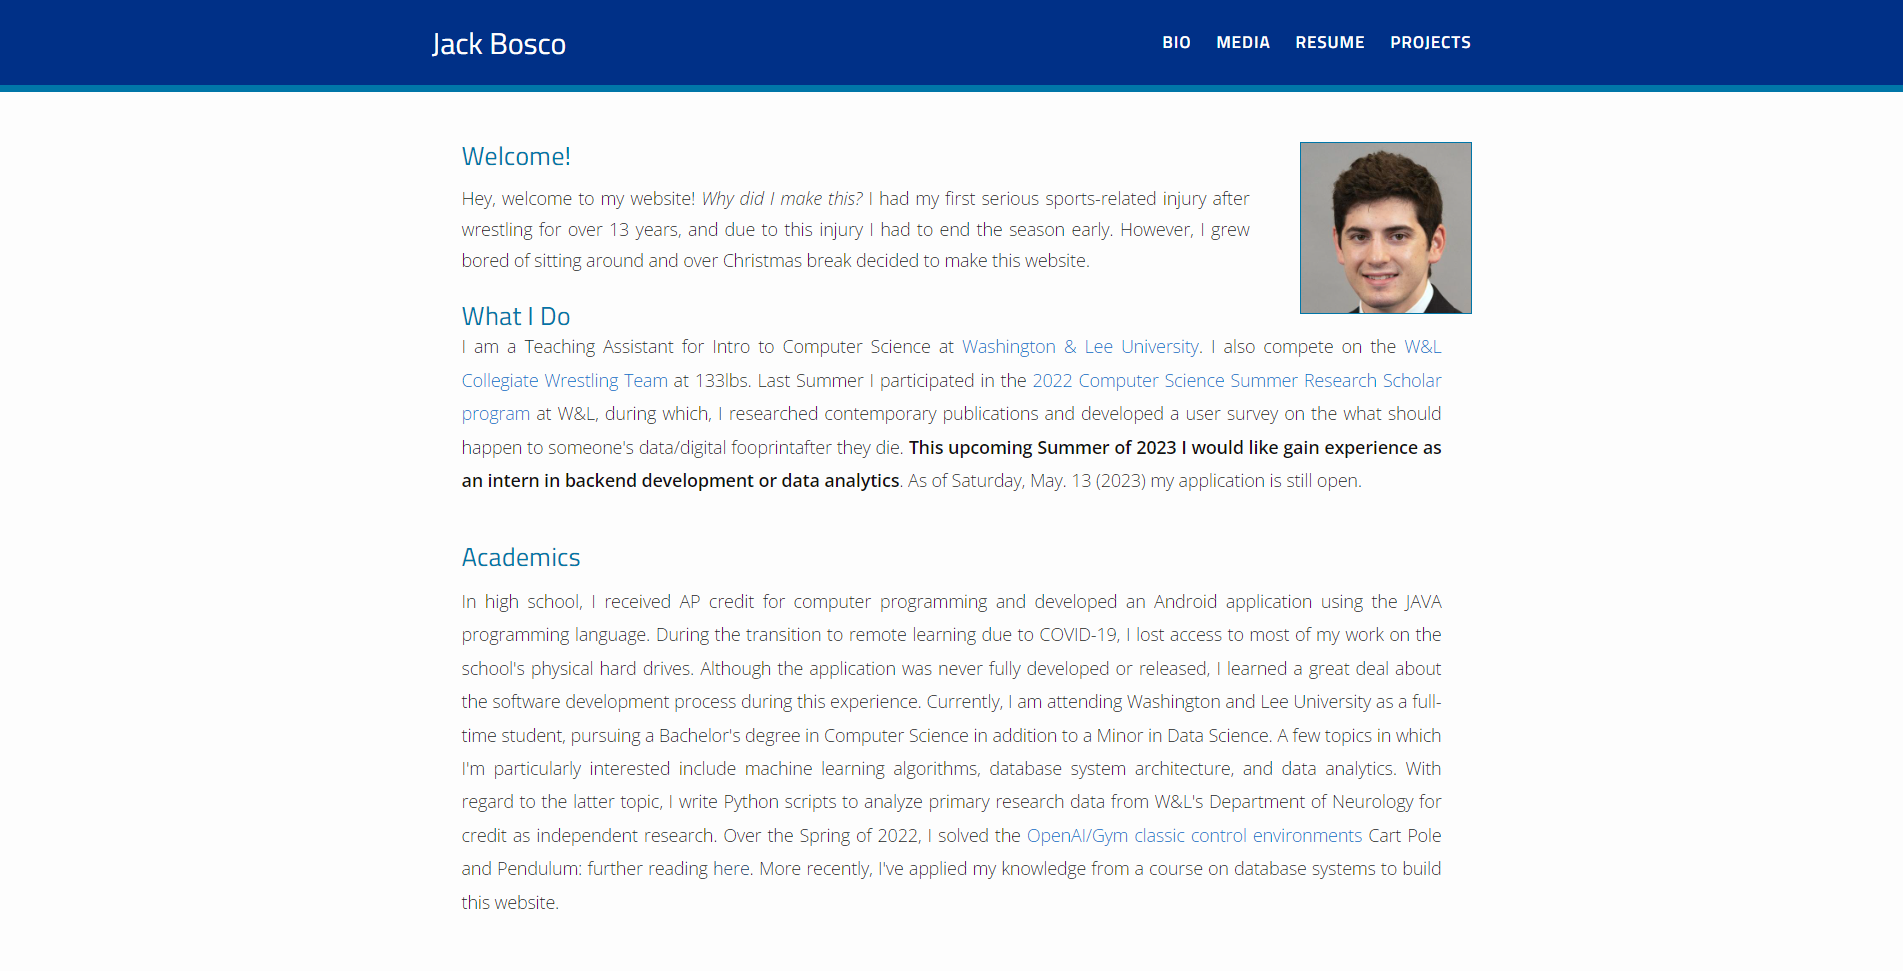 Jack Bosco
BIO MEDIA RESUME PROJECTS
Welcome!
Hey, welcome to my website! Why did I make this? I had my first serious sports-related injury after
wrestling for over 13 years, and due to this injury I had to end the season early. However, I grew
bored of sitting around and over Christmas break decided to make this website.
What I Do
I am a Teaching Assistant for Intro to Computer Science at Washington & Lee University. I also compete on the W&L
Collegiate Wrestling Team at 133lbs. Last Summer I participated in the 2022 Computer Science Summer Research Scholar
program at W&L, during which, I researched contemporary publications and developed a user survey on the what should
happen to someone's data/digital fooprintafter they die. This upcoming Summer of 2023 I would like gain experience as
an intern in backend development or data analytics. As of Saturday, May. 13 (2023) my application is still open.
Academics
In high school, I received AP credit for computer programming and developed an Android application using the JAVA
programming language. During the transition to remote learning due to COVID-19, I lost access to most of my work on the
school's physical hard drives. Although the application was never fully developed or released, I learned a great deal about
the software development process during this experience. Currently, I am attending Washington and Lee University as a full-
time student, pursuing a Bachelor's degree in Computer Science in addition to a Minor in Data Science. A few topics in which
I'm particularly interested include machine learning algorithms, database system architecture, and data analytics. With
regard to the latter topic, I write Python scripts to analyze primary research data from W&L's Department of Neurology for
credit as independent research. Over the Spring of 2022, I solved the OpenAI/Gym classic control environments Cart Pole
and Pendulum: further reading here. More recently, I've applied my knowledge from a course on database systems to build
this website.